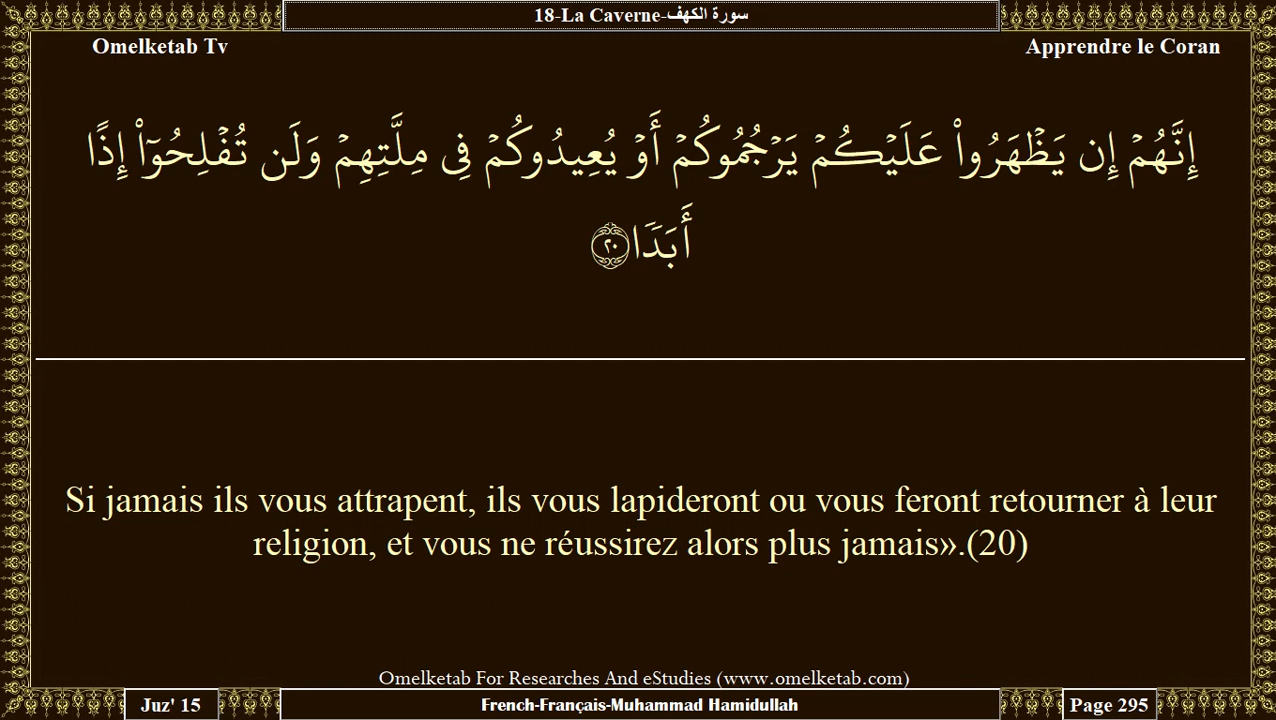 18-La Caverne-سورة الكهف
Omelketab Tv
Apprendre le Coran
إِنَّهُمۡ إِن يَظۡهَرُواْ عَلَيۡكُمۡ يَرۡجُمُوكُمۡ أَوۡ يُعِيدُوكُمۡ فِي مِلَّتِهِمۡ وَلَن تُفۡلِحُوٓاْ إِذًا
أَبَدٗا ٢٠
Si jamais ils vous attrapent, ils vous lapideront ou vous feront retourner à leur
religion, et vous ne réussirez alors plus jamais».(20)
Omelketab For Researches And eStudies (www.omelketab.com)
Juz' 15
French-Français-Muhammad Hamidullah
Page 295